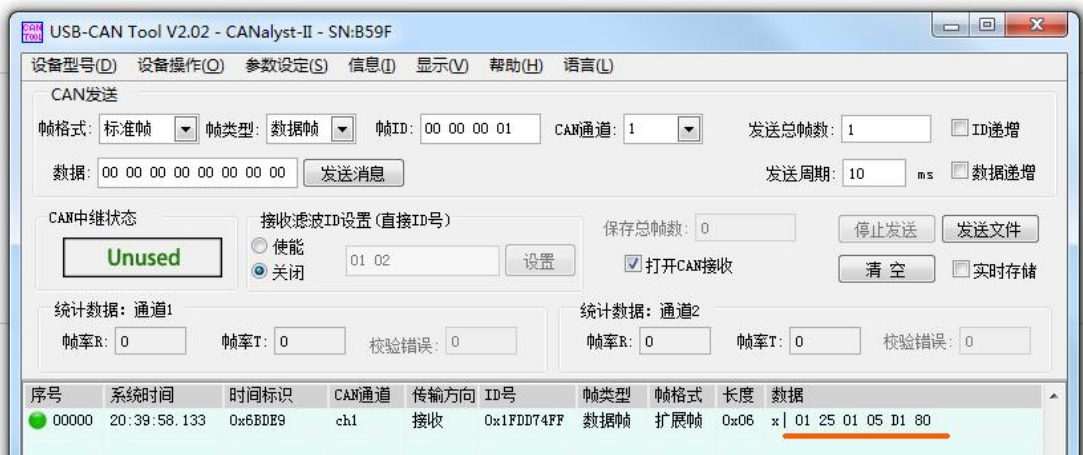 CAN TOOL USB-CAN Tool V2.02 - CANalyst-II - SN:B59F
设备型号(D) 设备操作(O) 参数设定(S) 信息(I) 显示(V) 帮助(H) 语言(L)
CAN发送
帧格式: 标准帧 帧类型: 数据帧 帧ID: 00 00 00 01 CAN通道: 1 发送总帧数: 1 ID递增
数据: 00 00 00 00 00 00 00 00 发送消息 发送周期: 10 ms 数据递增
CAN中继状态 接收滤波ID设置(直接ID号) 保存总帧数: 0 停止发送 发送文件
Unused 使能 01 02 设置 打开CAN接收 清 空 实时存储
关闭
统计数据: 通道1 统计数据: 通道2
帧率R: 0 帧率T: 0 校验错误: 0 帧率R: 0 帧率T: 0 校验错误: 0
序号 系统时间 时间标识 CAN通道 传输方向 ID号 帧类型 帧格式 长度 数据
00000 20:39:58.133 0x6BDE9 ch1 接收 0x1FDD74FF 数据帧 扩展帧 0x06 x| 01 25 01 05 D1 80